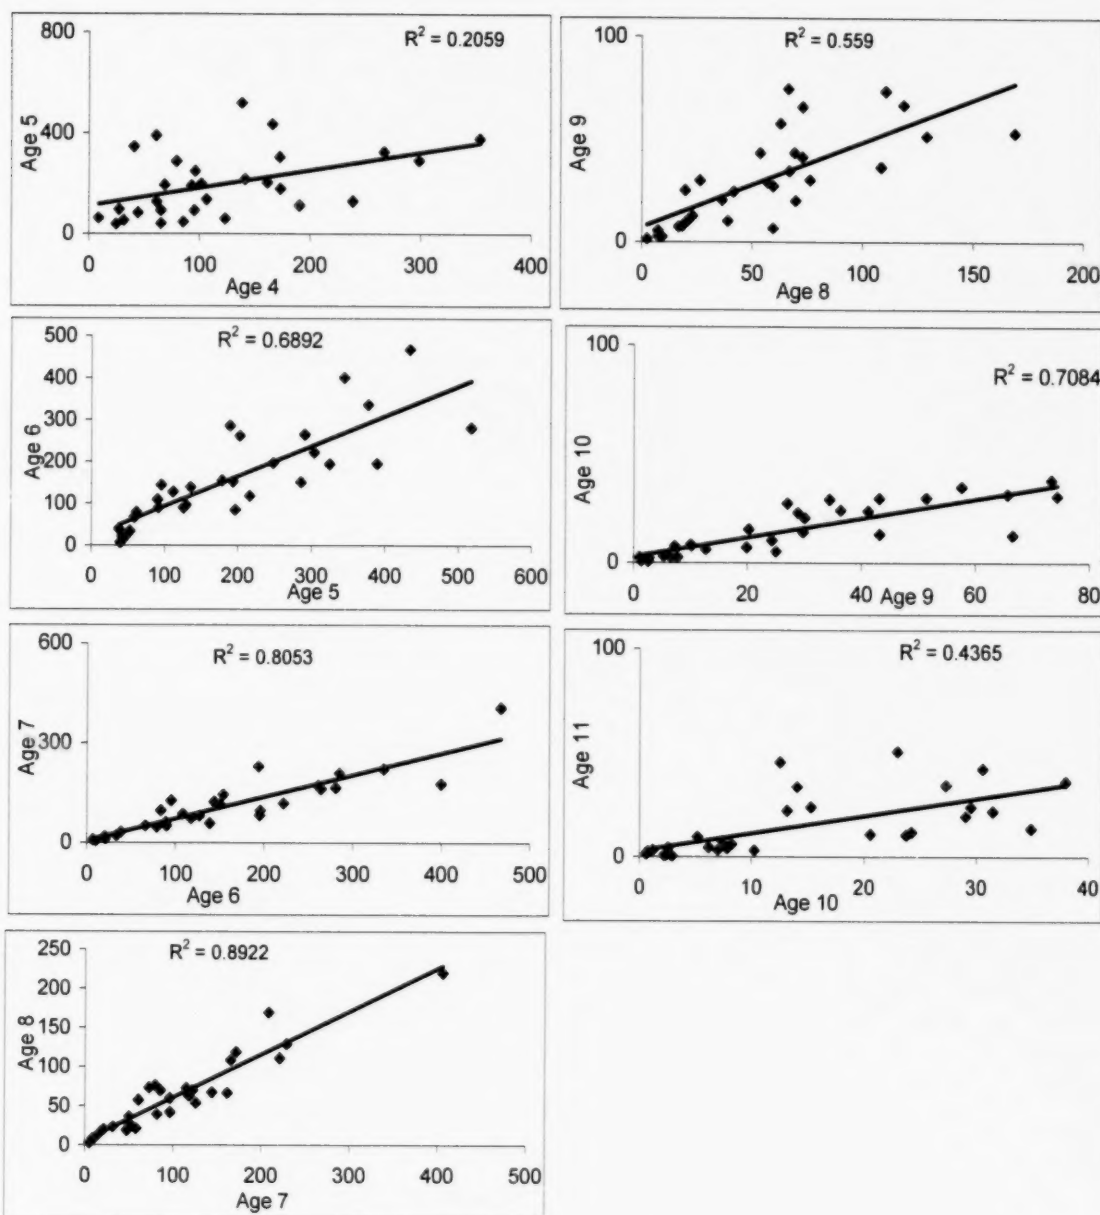 R² = 0.2059
800
400
0
Age 5
0 100 200 300 400
Age 4
R² = 0.6892
500
400
300
200
100
0
Age 6
0 100 200 300 400 500 600
Age 5
R² = 0.8053
600
300
0
Age 7
0 100 200 300 400 500
Age 6
R² = 0.8922
250
200
150
100
50
0
Age 8
0 100 200 300 400 500
Age 7
R² = 0.559
100
0
Age 9
0 50 100 150 200
Age 8
R² = 0.7084
100
0
Age 10
0 20 40 60 80
Age 9
R² = 0.4365
100
0
Age 11
0 10 20 30 40
Age 10